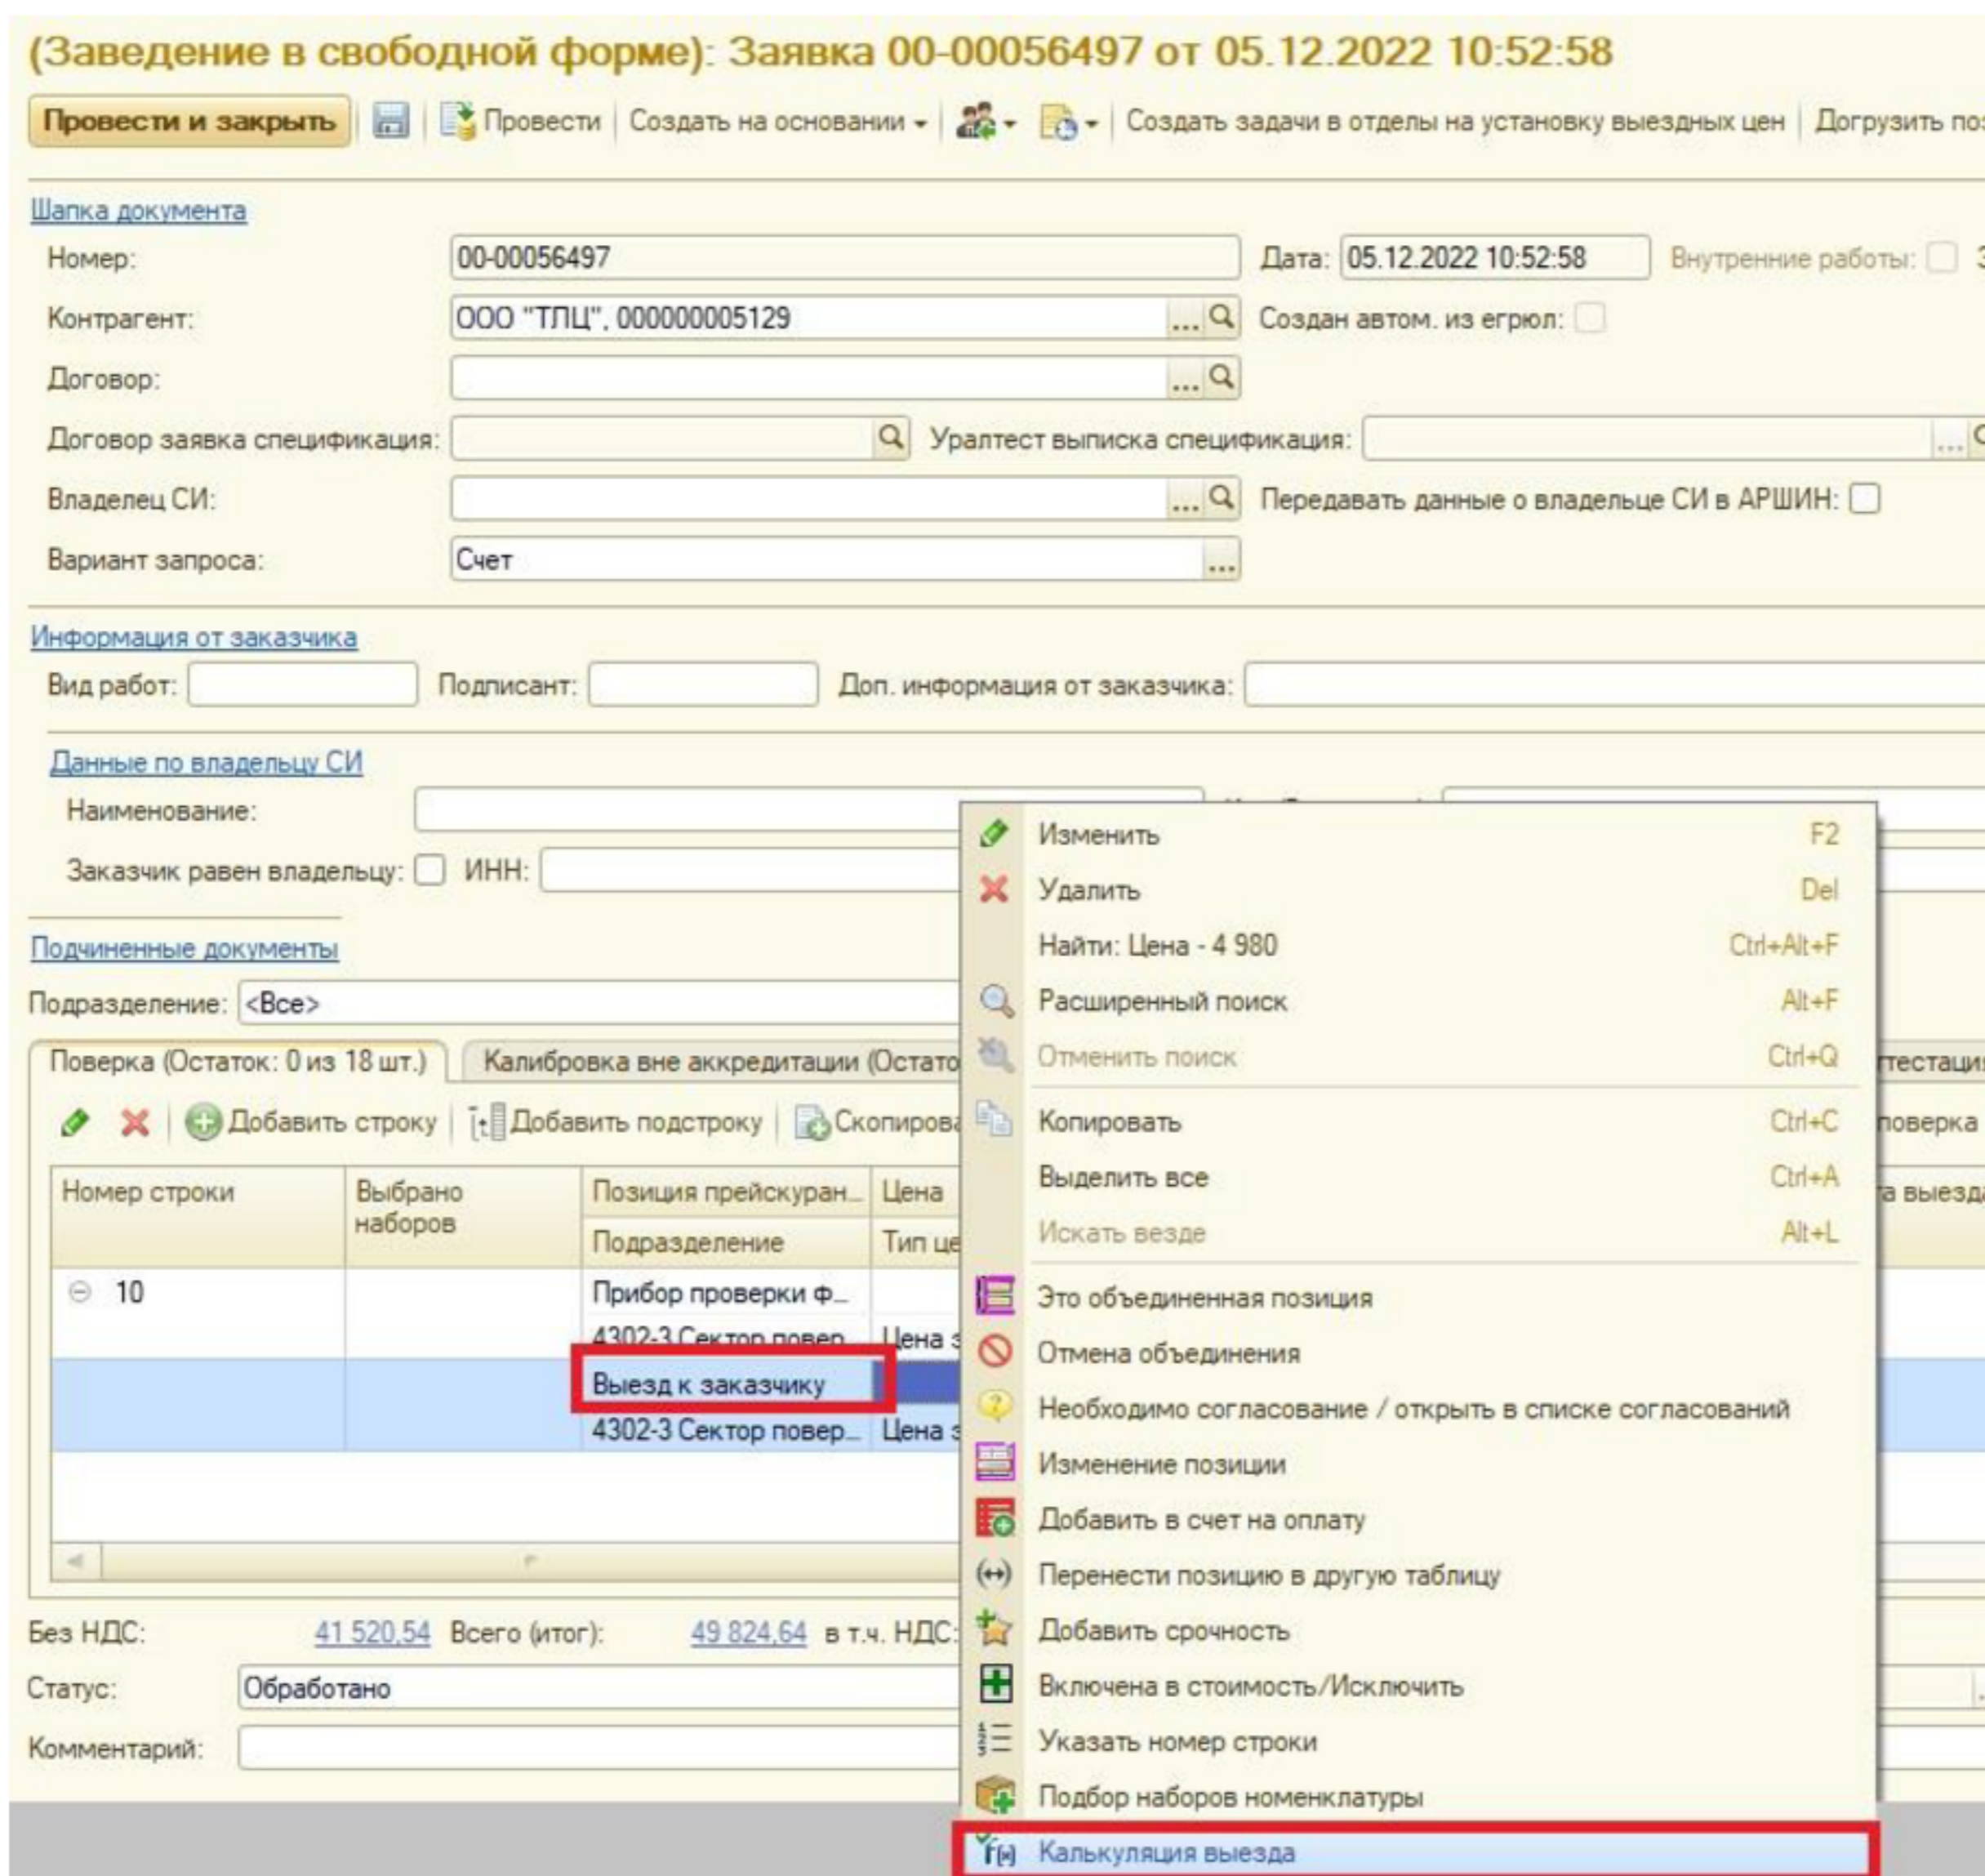 (Заведение в свободной форме): Заявка 00-00056497 от 05.12.2022 10:52:58
Провести и закрыть Провести Создать на основании Создать задачи в отделы на установку выездных цен Догрузить поз
Шапка документа
Номер: 00-00056497 Дата: 05.12.2022 10:52:58 Внутренние работы:
Контрагент: ООО "ТЛЦ", 000000005129 ... Создан автом. из егрюл:
Договор: ...
Договор заявка спецификация: Уралтест выписка спецификация: ...
Владелец СИ: ... Передавать данные о владельце СИ в АРШИН:
Вариант запроса: Счет ...
Информация от заказчика
Вид работ: Подписант: Доп. информация от заказчика:
Данные по владельцу СИ
Наименование:
Заказчик равен владельцу: ИНН:
Подчиненные документы
Подразделение: <Все>
Поверка (Остаток: 0 из 18 шт.) Калибровка вне аккредитации (Остато ттестация
Добавить строку Добавить подстроку Скопирова поверка
Номер строки Выбрано наборов Позиция прейскуран... Цена та выезда
Подразделение Тип це
10 Прибор проверки ф...
4302-3 Сектор повер... Цена з
Выезд к заказчику
4302-3 Сектор повер... Цена з
Без НДС: 41 520,54 Всего (итог): 49 824,64 в т.ч. НДС:
Статус: Обработано
Комментарий:
Изменить F2
Удалить Del
Найти: Цена - 4 980 Ctrl+Alt+F
Расширенный поиск Alt+F
Отменить поиск Ctrl+Q
Копировать Ctrl+C
Выделить все Ctrl+A
Искать везде Alt+L
Это объединенная позиция
Отмена объединения
Необходимо согласование / открыть в списке согласований
Изменение позиции
Добавить в счет на оплату
Перенести позицию в другую таблицу
Добавить срочность
Включена в стоимость/Исключить
Указать номер строки
Подбор наборов номенклатуры
Калькуляция выезда